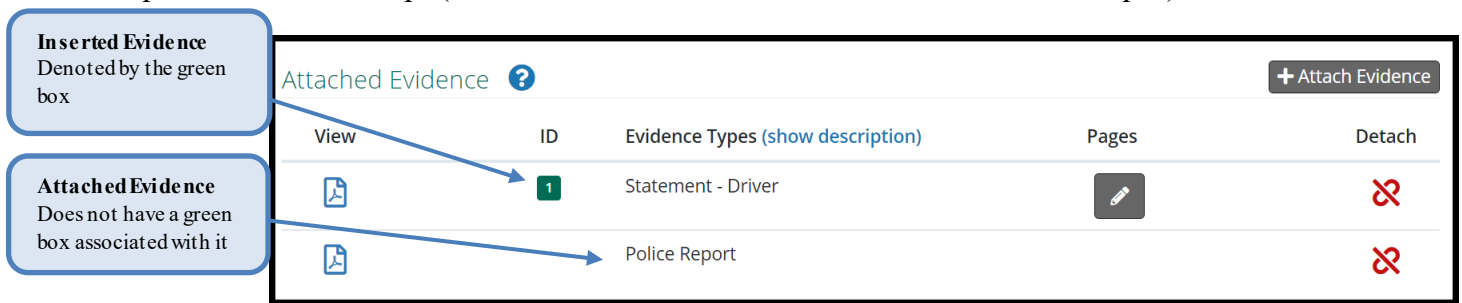 Inserted Evidence
Denoted by the green
box
Attached Evidence
Does not have a green
box associated with it
Attached Evidence ?
+ Attach Evidence
View ID Evidence Types (show description) Pages Detach
1 Statement - Driver
Police Report